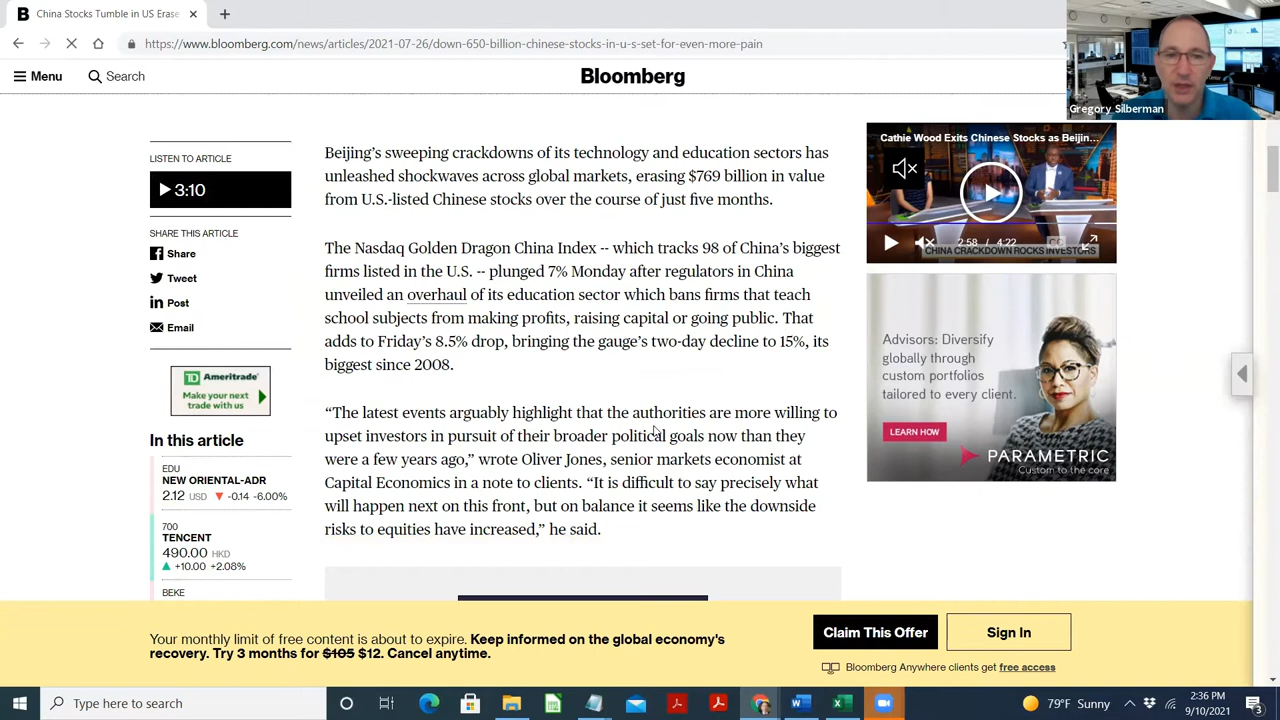 China Stocks Tumble in US Erase
https://www.bloomberg.com/news/articles/2021-
wn-650-billion-chinese-stocks-in-u-s-set-for-even-more-pain
Menu
Search
Bloomberg
Gregory Silberman
LISTEN TO ARTICLE
3:10
SHARE THIS ARTICLE
Share
Tweet
Post
Email
TD Ameritrade
Make your next
trade with us
In this article
EDU
NEW ORIENTAL-ADR
2.12 USD -0.14 -6.00%
700
TENCENT
490.00 HKD
+10.00 +2.08%
BEKE
Beijing's sweeping crackdowns of its technology and education sectors has
unleashed shockwaves across global markets, erasing $769 billion in value
from U.S.-listed Chinese stocks over the course of just five months.
The Nasdaq Golden Dragon China Index -- which tracks 98 of China's biggest
firms listed in the U.S. -- plunged 7% Monday after regulators in China
unveiled an overhaul of its education sector which bans firms that teach
school subjects from making profits, raising capital or going public. That
adds to Friday's 8.5% drop, bringing the gauge's two-day decline to 15%, its
biggest since 2008.
“The latest events arguably highlight that the authorities are more willing to
upset investors in pursuit of their broader political goals now than they
were a few years ago,” wrote Oliver Jones, senior markets economist at
Capital Economics in a note to clients. “It is difficult to say precisely what
will happen next on this front, but on balance it seems like the downside
risks to equities have increased,” he said.
Cathie Wood Exits Chinese Stocks as Beijin...
2:58 / 4:22
CC
CHINA CRACKDOWN ROCKS INVESTORS
Advisors: Diversify
globally through
custom portfolios
tailored to every client.
LEARN HOW
PARAMETRIC
Custom to the core
Your monthly limit of free content is about to expire. Keep informed on the global economy's
recovery. Try 3 months for $105 $12. Cancel anytime.
Claim This Offer
Sign In
Bloomberg Anywhere clients get free access
Type here to search
79°F Sunny
2:36 PM
9/10/2021
3